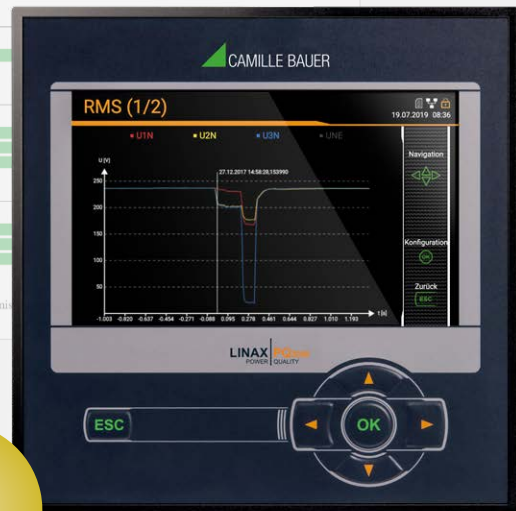 CAMILLE BAUER
RMS (1/2)
19.07.2019 08:36
U1N U2N U3N UNE
Navigation
U [V]
27.12.2017 14:58:28,153990
250
200
150
100
50
Konfiguration
OK
Zurück
ESC
t [s]
-1.003 -0.820 -0.637 -0.454 -0.271 -0.088 0.095 0.278 0.461 0.644 0.827 1.010 1.193
LINAX
POWER QUALITY
ESC
OK